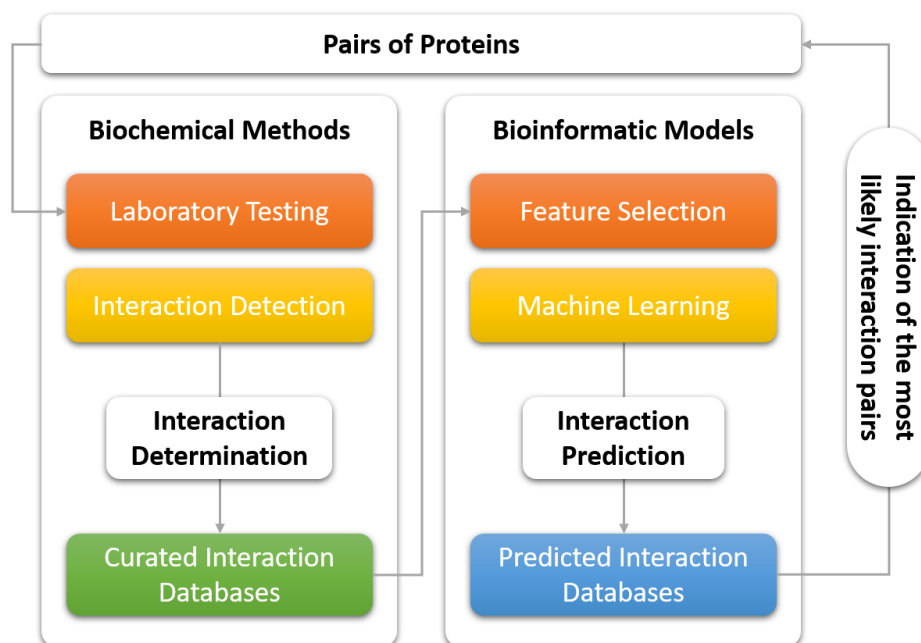 Pairs of Proteins
Biochemical Methods
Laboratory Testing
Interaction Detection
Interaction
Determination
Curated Interaction
Databases
Bioinformatic Models
Feature Selection
Machine Learning
Interaction
Prediction
Predicted Interaction
Databases
Indication of the most
likely interaction pairs